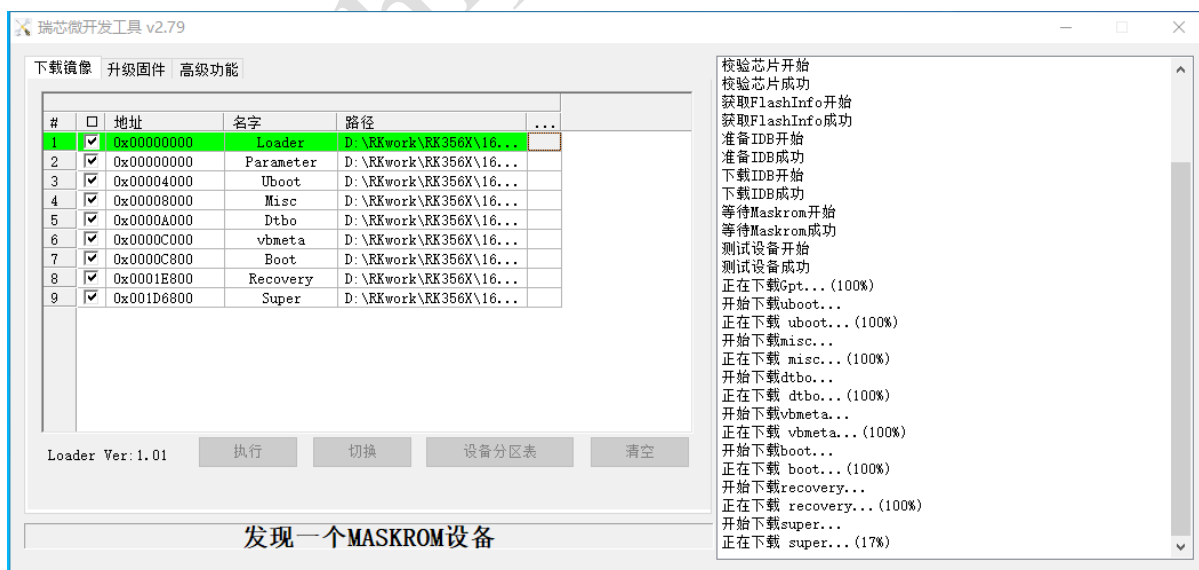 瑞芯微开发工具 v2.79
下载镜像 升级固件 高级功能
# 地址 名字 路径 ...
1 0x00000000 Loader D:\RKwork\RK356X\16...
2 0x00000000 Parameter D:\RKwork\RK356X\16...
3 0x00004000 Uboot D:\RKwork\RK356X\16...
4 0x00008000 Misc D:\RKwork\RK356X\16...
5 0x0000A000 Dtbo D:\RKwork\RK356X\16...
6 0x0000C000 vbmeta D:\RKwork\RK356X\16...
7 0x0000C800 Boot D:\RKwork\RK356X\16...
8 0x0001E800 Recovery D:\RKwork\RK356X\16...
9 0x001D6800 Super D:\RKwork\RK356X\16...
Loader Ver:1.01 执行 切换 设备分区表 清空
发现一个MASKROM设备
校验芯片开始
校验芯片成功
获取FlashInfo开始
获取FlashInfo成功
准备IDB开始
准备IDB成功
下载IDB开始
下载IDB成功
等待Maskrom开始
等待Maskrom成功
测试设备开始
测试设备成功
正在下载Gpt...(100%)
开始下载uboot...
正在下载 uboot...(100%)
开始下载misc...
正在下载 misc...(100%)
开始下载dtbo...
正在下载 dtbo...(100%)
开始下载vbmeta...
正在下载 vbmeta...(100%)
开始下载boot...
正在下载 boot...(100%)
开始下载recovery...
正在下载 recovery...(100%)
开始下载super...
正在下载 super...(17%)